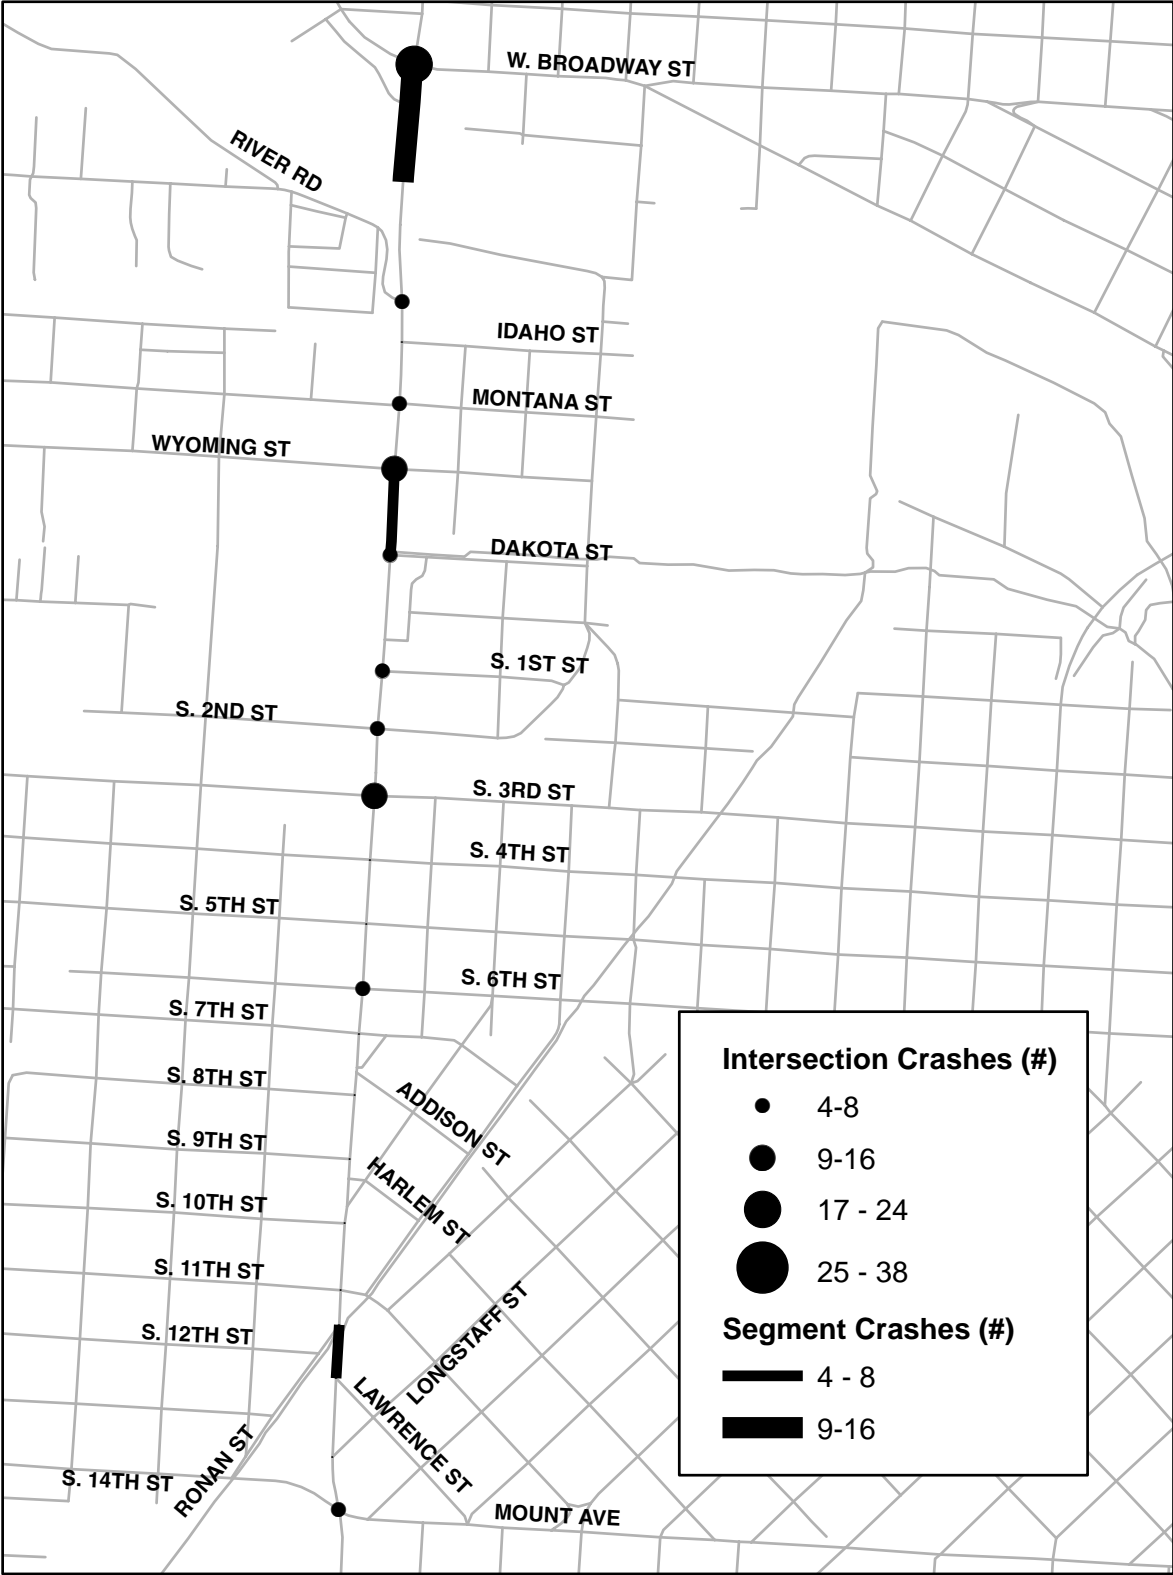 W. BROADWAY ST
RIVER RD
IDAHO ST
MONTANA ST
WYOMING ST
DAKOTA ST
S. 1ST ST
S. 2ND ST
S. 3RD ST
S. 4TH ST
S. 5TH ST
S. 6TH ST
S. 7TH ST
S. 8TH ST
ADDISON ST
S. 9TH ST
HARLEM ST
S. 10TH ST
S. 11TH ST
S. 12TH ST
LONGSTAFF ST
LAWRENCE ST
RONAN ST
S. 14TH ST
MOUNT AVE
Intersection Crashes (#)
4-8
9-16
17 - 24
25 - 38
Segment Crashes (#)
4 - 8
9-16